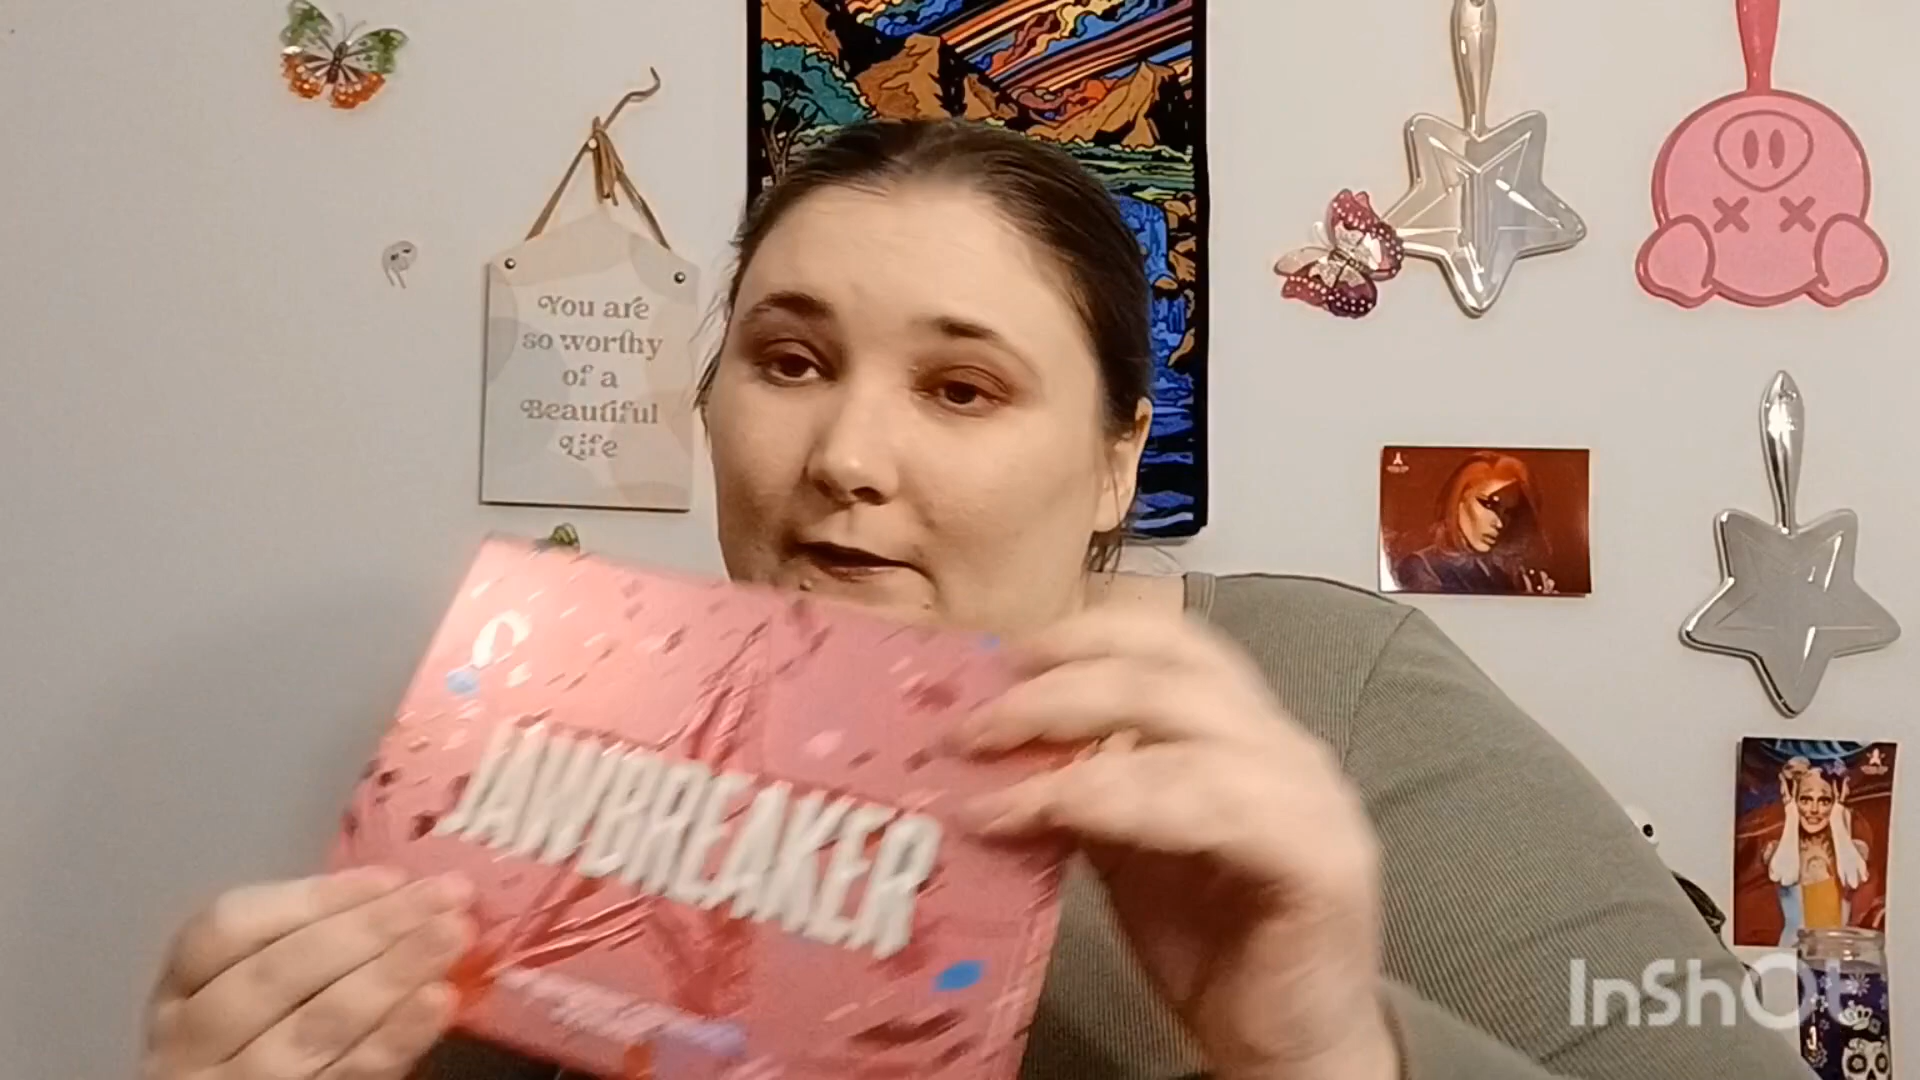 You are
so worthy
of a
Beautiful
Life
JAWBREAKER
InShOt